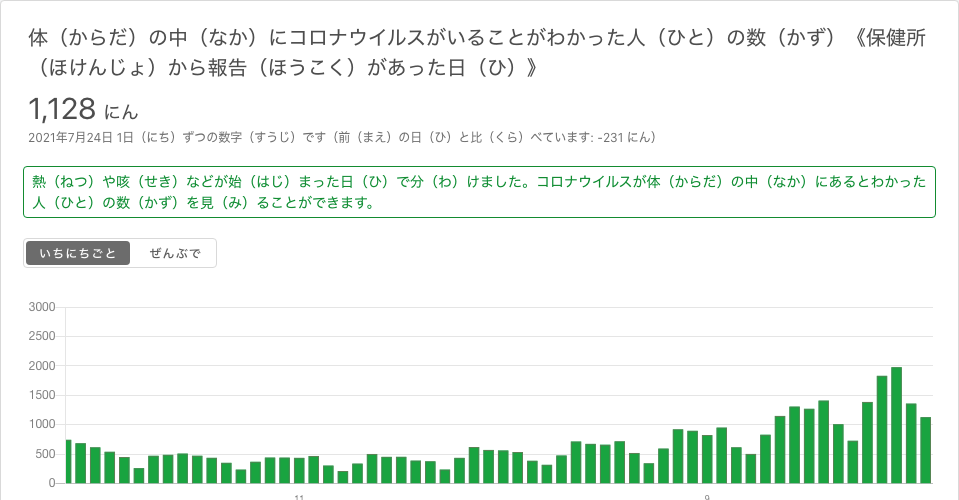 体（からだ）の中（なか）にコロナウイルスがいることがわかった人（ひと）の数（かず）《保健所
（ほけんじょ）から報告（ほうこく）があった日（ひ）》
1,128 にん
2021年7月24日 1日（にち）ずつの数字（すうじ）です（前（まえ）の日（ひ）と比（くら）べています: -231 にん）
熱（ねつ）や咳（せき）などが始（はじ）まった日（ひ）で分（わ）けました。コロナウイルスが体（からだ）の中（なか）にあるとわかった
人（ひと）の数（かず）を見（み）ることができます。
いちにちごと ぜんぶで
3000
2500
2000
1500
1000
500
0
11 9